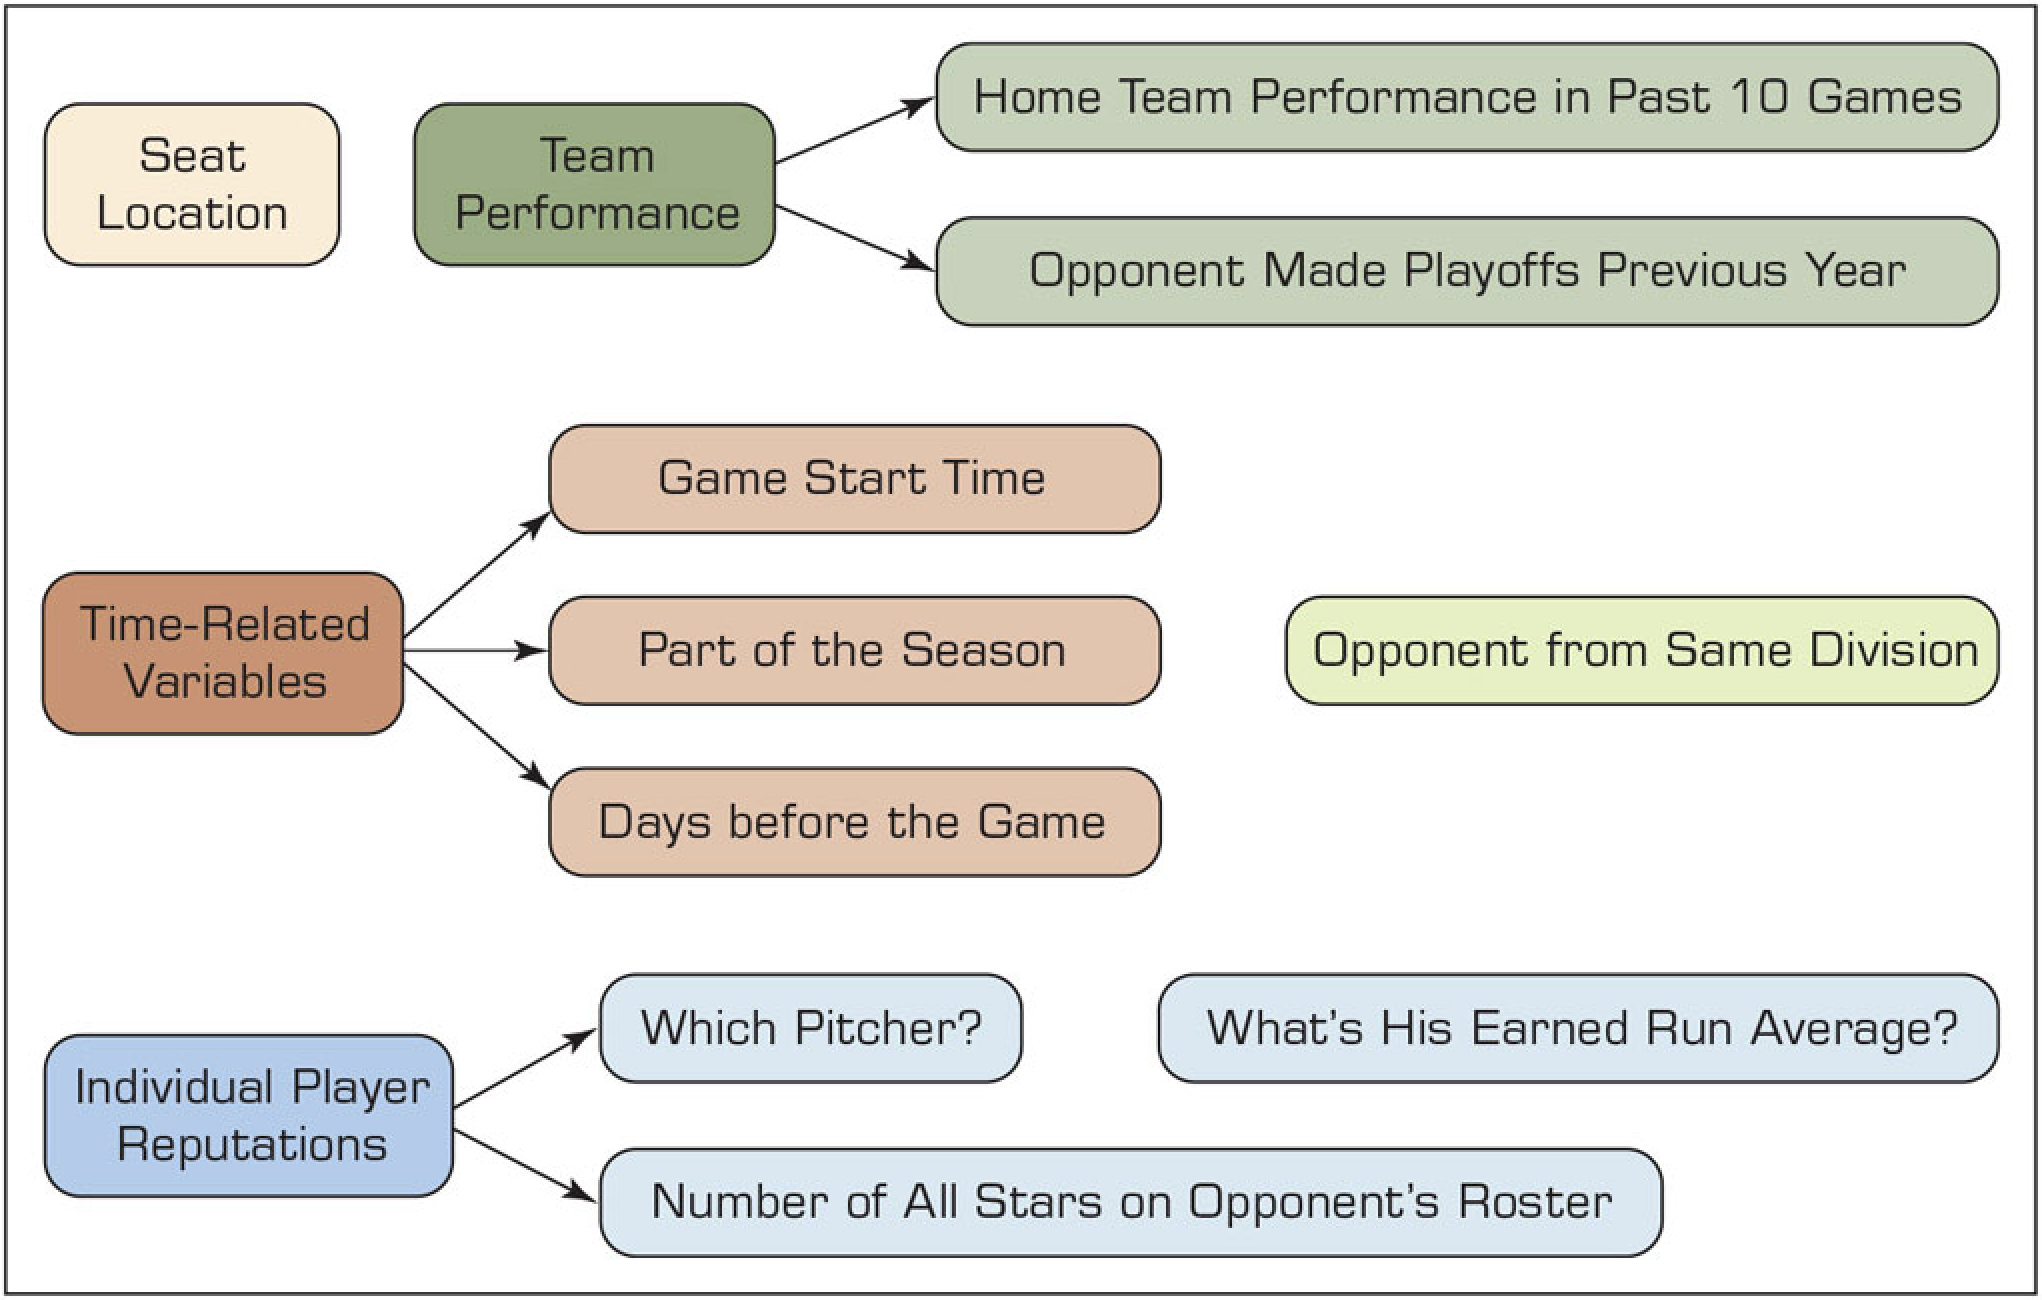 Seat
Location
Team
Performance
Home Team Performance in Past 10 Games
Opponent Made Playoffs Previous Year
Game Start Time
Time-Related
Variables
Part of the Season
Opponent from Same Division
Days before the Game
Individual Player
Reputations
Which Pitcher?
What’s His Earned Run Average?
Number of All Stars on Opponent’s Roster